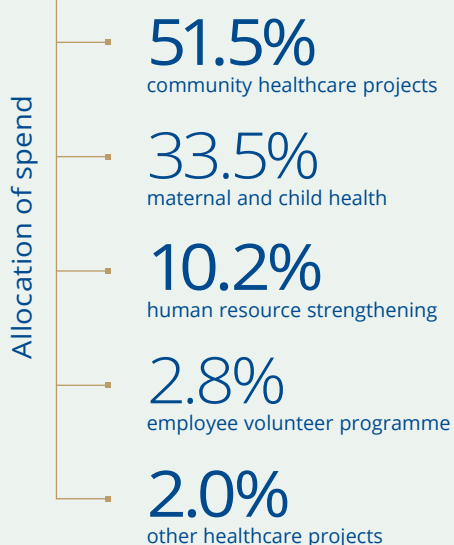 Allocation of spend
51.5%
community healthcare projects
33.5%
maternal and child health
10.2%
human resource strengthening
2.8%
employee volunteer programme
2.0%
other healthcare projects